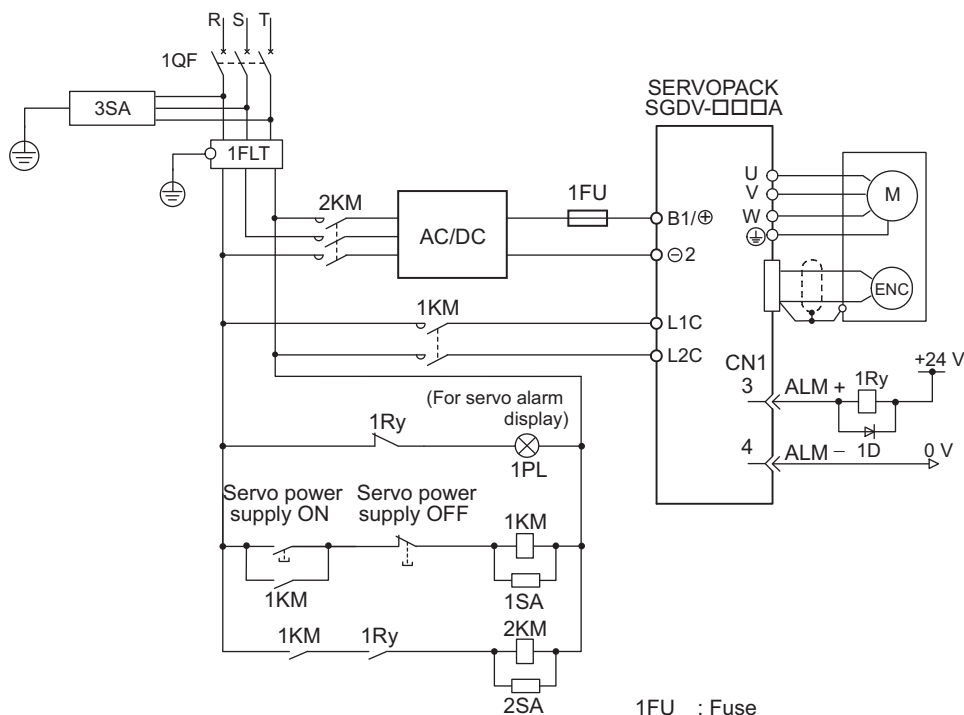 R S T
1QF
3SA
1FLT
SERVOPACK
SGDV-□□□A
2KM
AC/DC
1FU
B1/⊕
⊖2
U
V
W
M
ENC
1KM
L1C
L2C
CN1
3
ALM +
1Ry
+24 V
4
ALM −
1D
0 V
(For servo alarm
display)
1Ry
1PL
Servo power
supply ON
Servo power
supply OFF
1KM
1KM
1SA
1KM
1Ry
2KM
2SA
1FU : Fuse